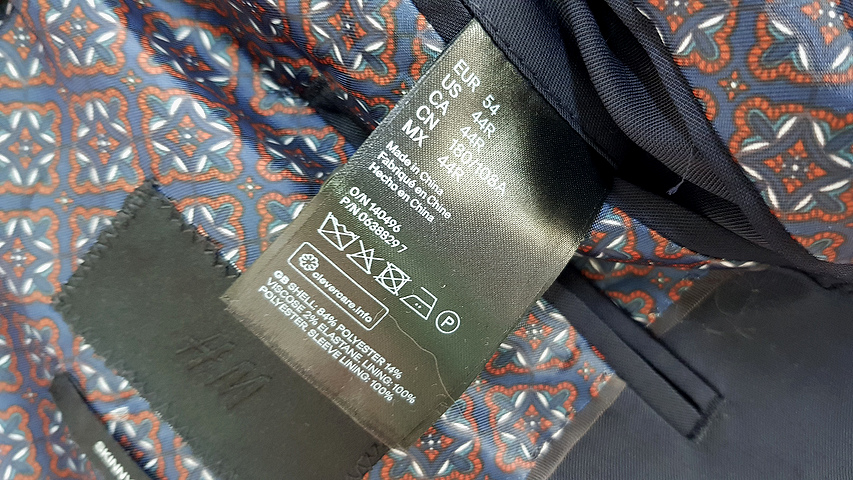 EUR 54
US 44R
CA 44R
CN 180/108A
MX 44R
Made in China
Fabriqué en Chine
Hecho en China
O/N 140496
P/N 06388297
P
clevercare.info
GB SHELL: 84% POLYESTER 14%
VISCOSE 2% ELASTANE. LINING: 100%
POLYESTER. SLEEVE LINING: 100%
H&M
SKINNY